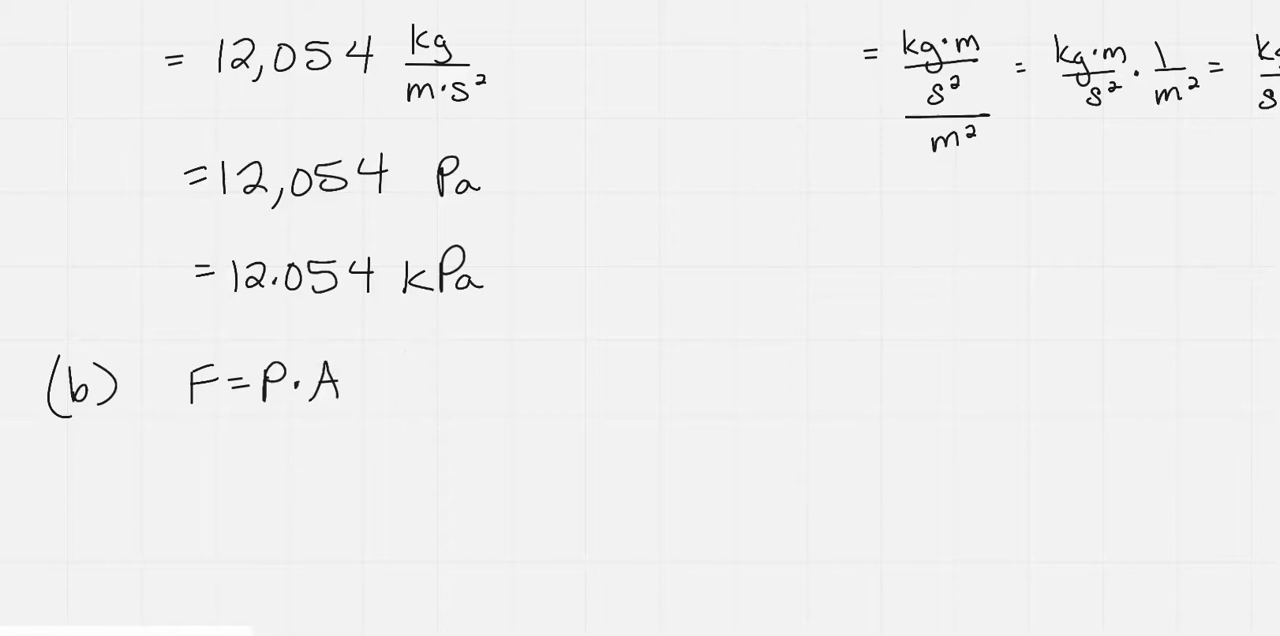 = 12,054 kg/(m·s²)
= 12,054 Pa
= 12.054 kPa
(b) F = P · A
= (kg·m/s²)/m² = kg·m/s² · 1/m² =